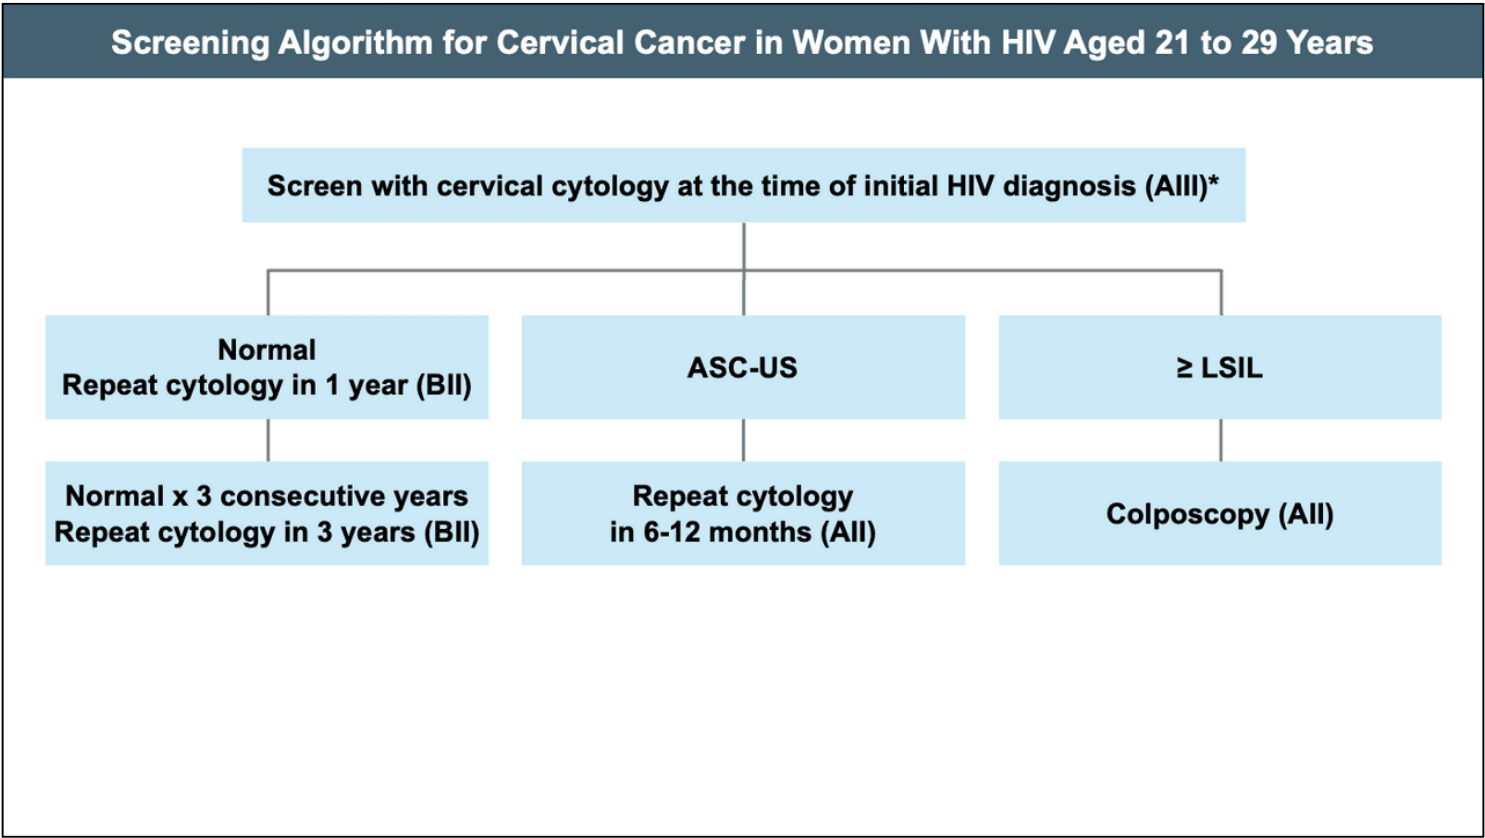 Screening Algorithm for Cervical Cancer in Women With HIV Aged 21 to 29 Years
Screen with cervical cytology at the time of initial HIV diagnosis (AIII)*
Normal
Repeat cytology in 1 year (BII)
ASC-US
≥ LSIL
Normal x 3 consecutive years
Repeat cytology in 3 years (BII)
Repeat cytology
in 6-12 months (AII)
Colposcopy (AII)